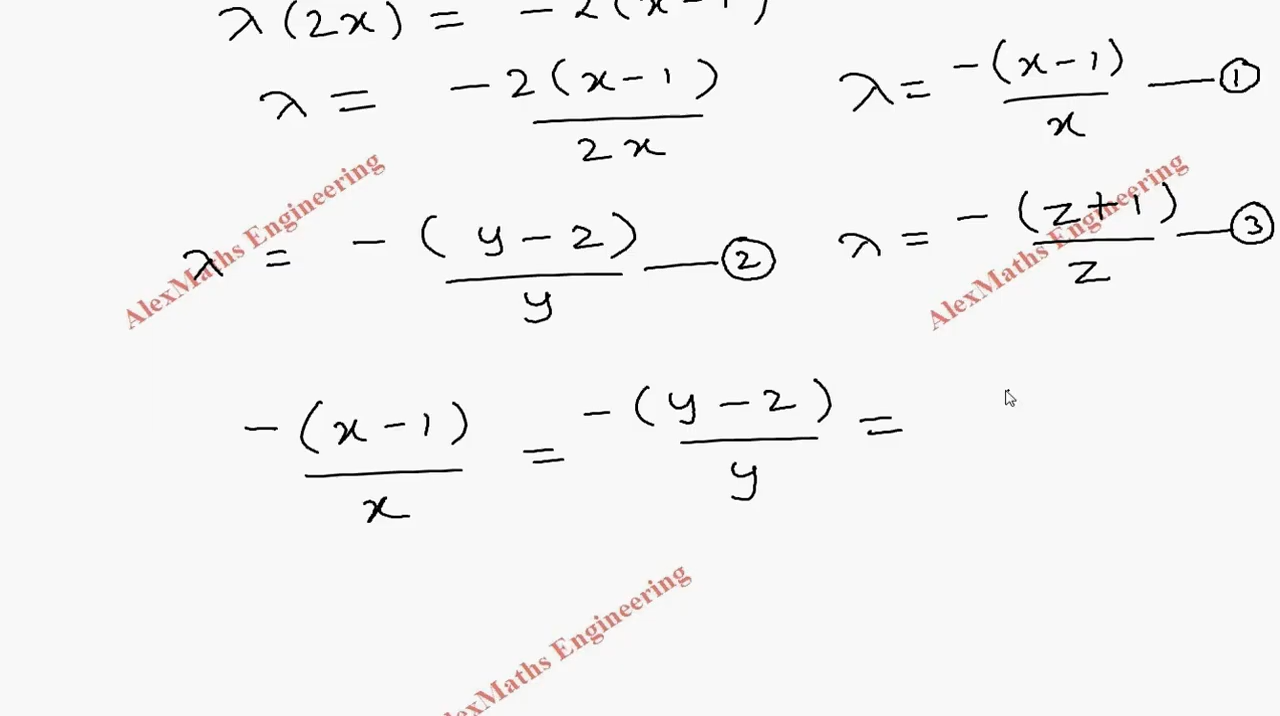 λ(2x) = -2(x-1)
λ = -2(x-1)/2x λ = -(x-1)/x — ①
λ = -(y-2)/y — ② λ = -(z+1)/z — ③
-(x-1)/x = -(y-2)/y =
AlexMaths Engineering
AlexMaths Engineering
AlexMaths Engineering